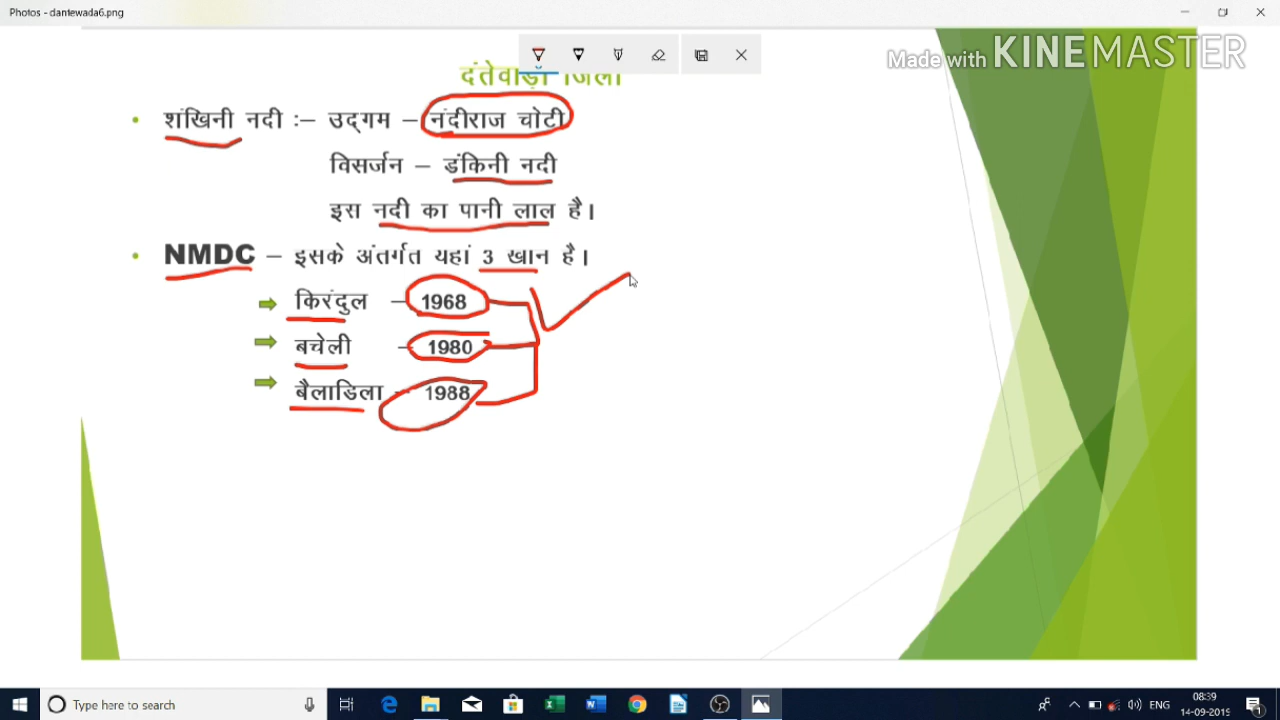 Photos - dantewada6.png
Made with KINEMASTER
दंतेवाड़ा जिला
• शंखिनी नदी :– उद्गम – नंदीराज चोटी
विसर्जन – डंकिनी नदी
इस नदी का पानी लाल है।
• NMDC – इसके अंतर्गत यहां 3 खान है।
किरंदुल – 1968
बचेली – 1980
बैलाडिला – 1988
Type here to search
ENG
08:39
14-09-2019